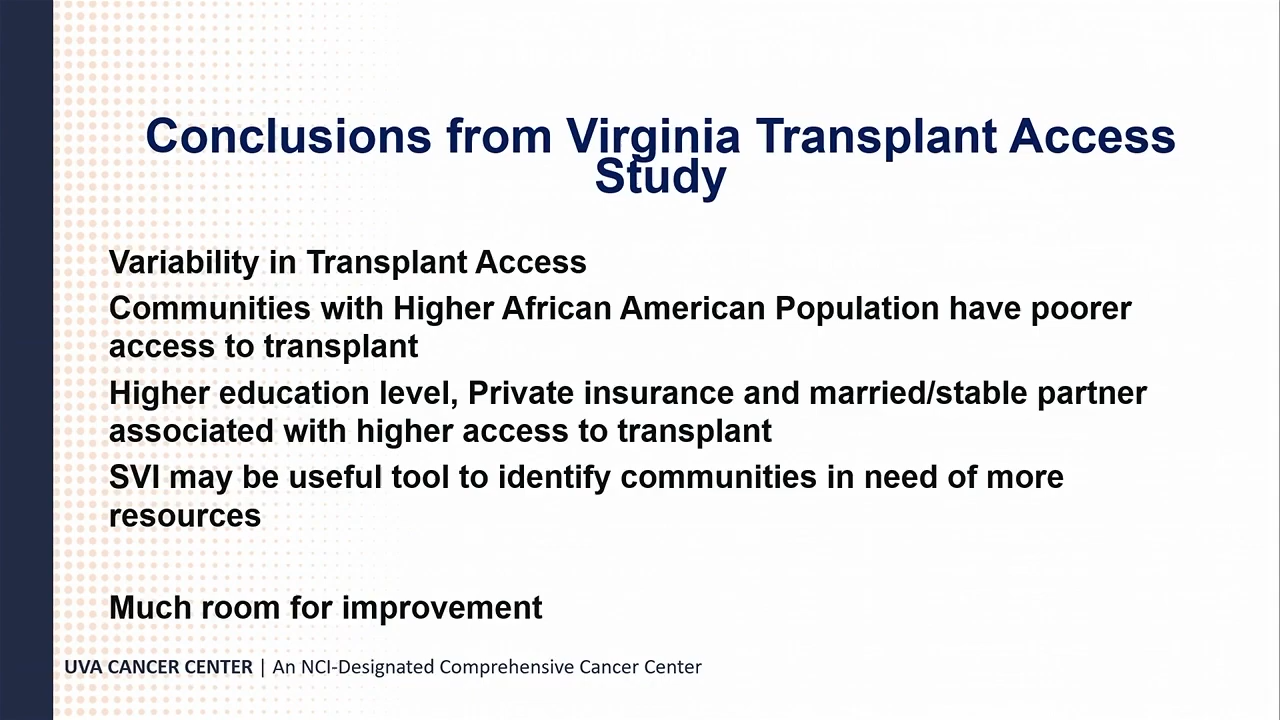 Conclusions from Virginia Transplant Access
Study
Variability in Transplant Access
Communities with Higher African American Population have poorer
access to transplant
Higher education level, Private insurance and married/stable partner
associated with higher access to transplant
SVI may be useful tool to identify communities in need of more
resources
Much room for improvement
UVA CANCER CENTER | An NCI-Designated Comprehensive Cancer Center